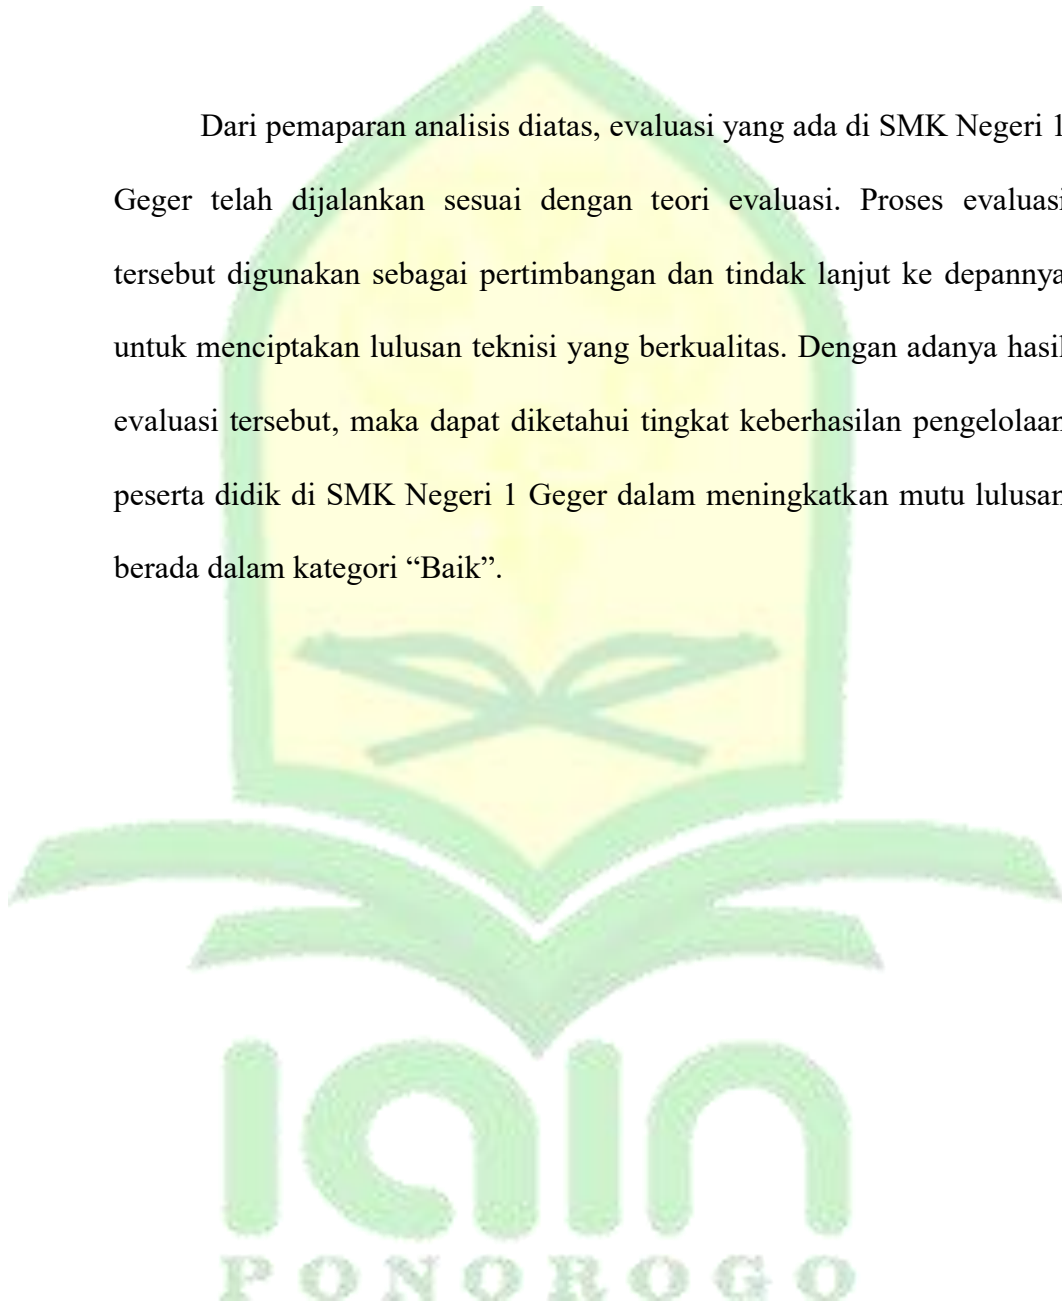 Dari pemaparan analisis diatas, evaluasi yang ada di SMK Negeri 1
Geger telah dijalankan sesuai dengan teori evaluasi. Proses evaluasi
tersebut digunakan sebagai pertimbangan dan tindak lanjut ke depannya
untuk menciptakan lulusan teknisi yang berkualitas. Dengan adanya hasil
evaluasi tersebut, maka dapat diketahui tingkat keberhasilan pengelolaan
peserta didik di SMK Negeri 1 Geger dalam meningkatkan mutu lulusan
berada dalam kategori “Baik”.
iain
PONOROGO